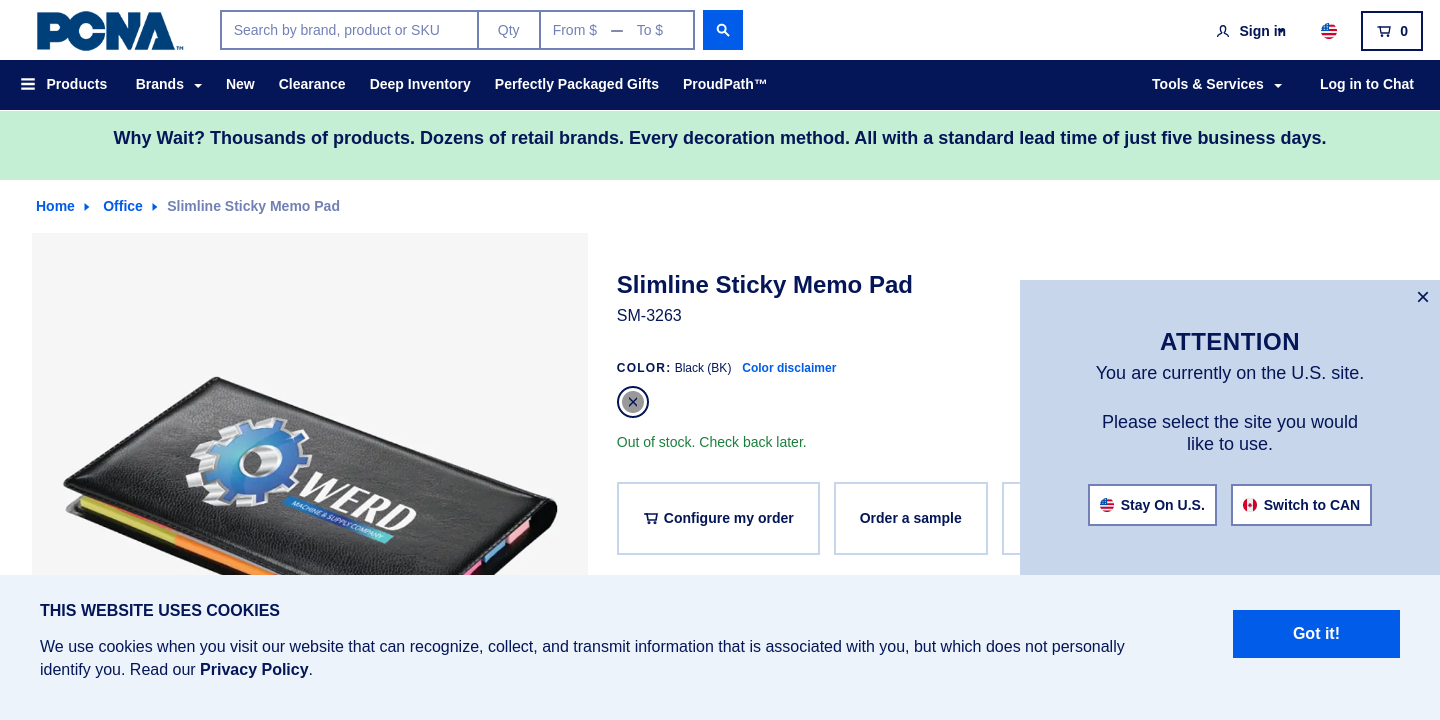 PCNA™
Search by brand, product or SKU
Qty
From $ — To $
Sign in
0
Products
Brands
New
Clearance
Deep Inventory
Perfectly Packaged Gifts
ProudPath™
Tools & Services
Log in to Chat
Why Wait? Thousands of products. Dozens of retail brands. Every decoration method. All with a standard lead time of just five business days.
Home
Office
Slimline Sticky Memo Pad
WERD
MACHINE & SUPPLY COMPANY
Slimline Sticky Memo Pad
SM-3263
COLOR: Black (BK) Color disclaimer
Out of stock. Check back later.
Configure my order
Order a sample
×
ATTENTION
You are currently on the U.S. site.
Please select the site you would
like to use.
Stay On U.S.
Switch to CAN
THIS WEBSITE USES COOKIES
We use cookies when you visit our website that can recognize, collect, and transmit information that is associated with you, but which does not personally
identify you. Read our Privacy Policy.
Got it!